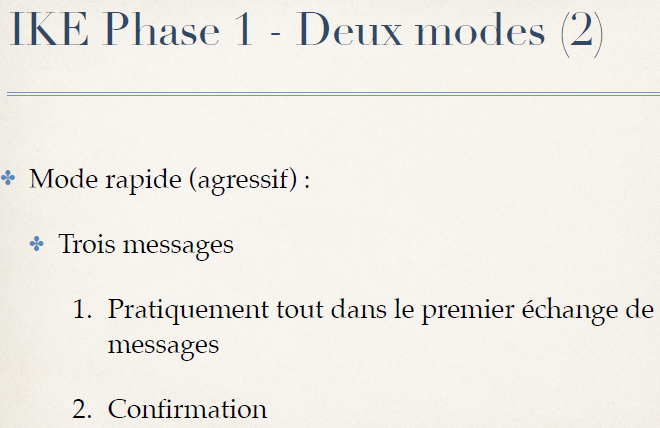 IKE Phase 1 - Deux modes (2)
Mode rapide (agressif) :
Trois messages
1. Pratiquement tout dans le premier échange de
messages
2. Confirmation